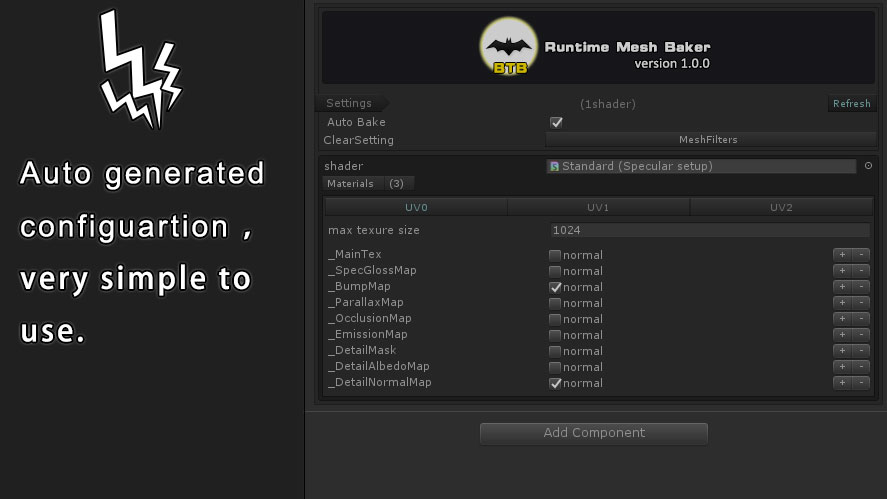 Auto generated
configuartion ,
very simple to
use.
BTB
Runtime Mesh Baker
version 1.0.0
Settings (1shader) Refresh
Auto Bake
ClearSetting MeshFilters
shader Standard (Specular setup)
Materials (3)
UV0 UV1 UV2
max texure size 1024
_MainTex normal + -
_SpecGlossMap normal + -
_BumpMap normal + -
_ParallaxMap normal + -
_OcclusionMap normal + -
_EmissionMap normal + -
_DetailMask normal + -
_DetailAlbedoMap normal + -
_DetailNormalMap normal + -
Add Component